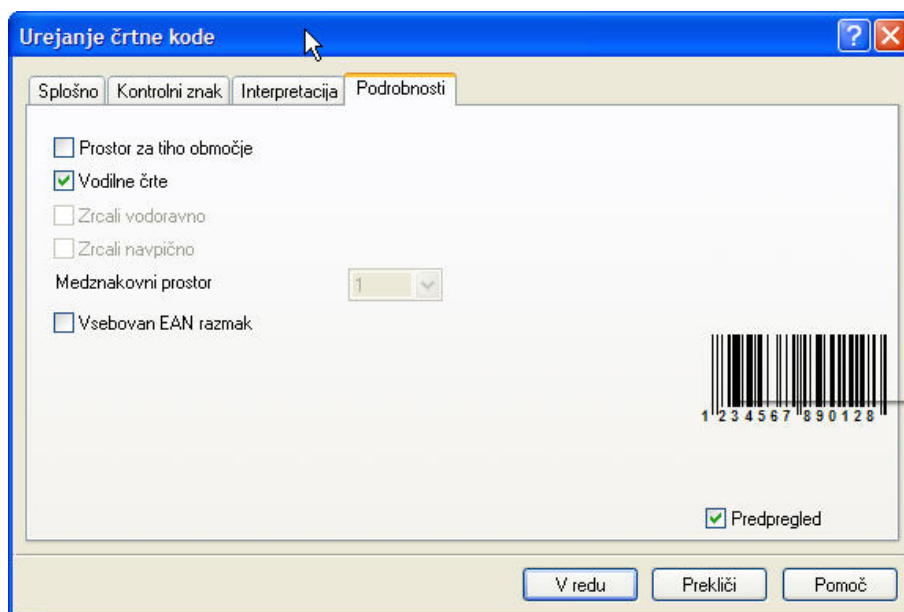 Urejanje črtne kode
Splošno Kontrolni znak Interpretacija Podrobnosti
Prostor za tiho območje
Vodilne črte
Zrcali vodoravno
Zrcali navpično
Medznakovni prostor 1
Vsebovan EAN razmak
1 234567 890128
Predpregled
V redu Prekliči Pomoč